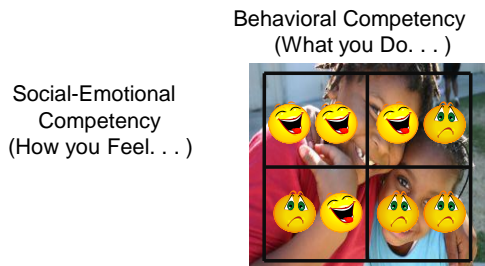 Behavioral Competency
(What you Do. . . )
Social-Emotional
Competency
(How you Feel. . . )